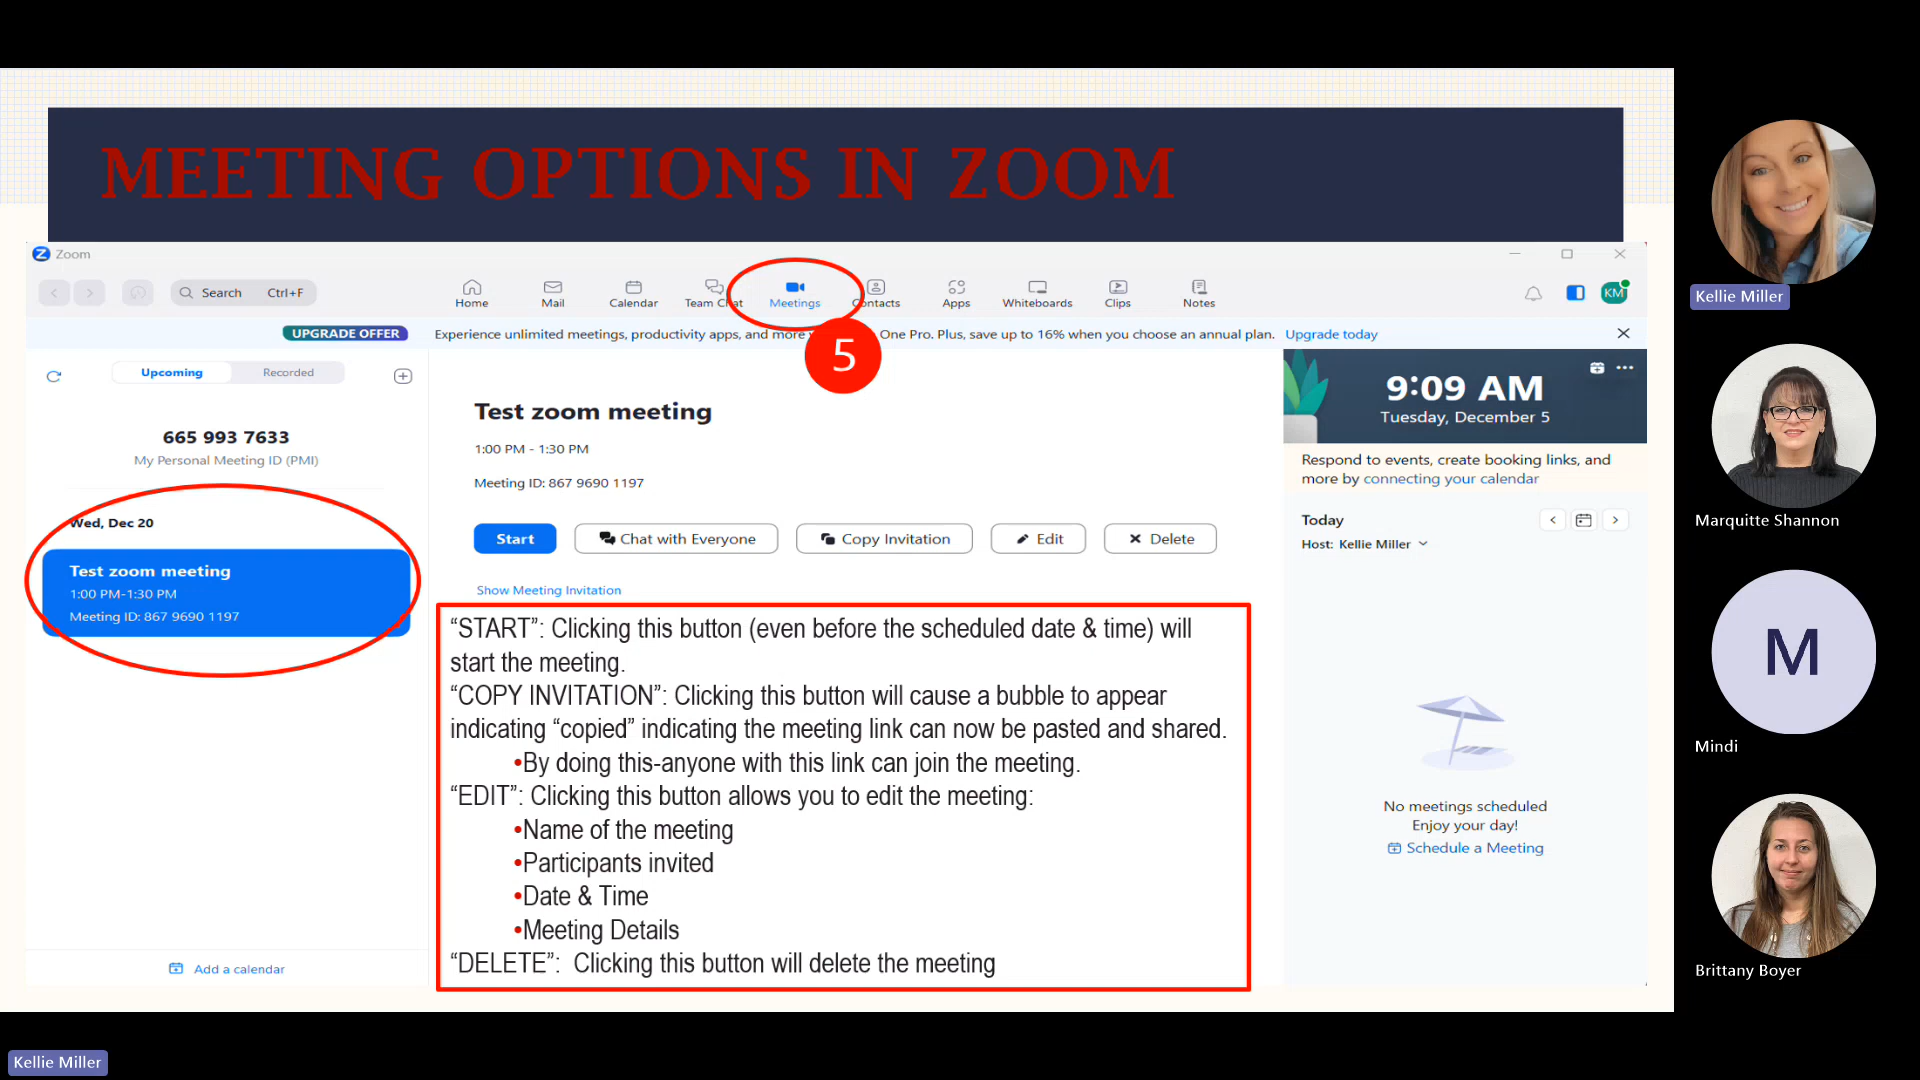 MEETING OPTIONS IN ZOOM
Zoom
Search Ctrl+F
Home
Mail
Calendar
Team Chat
Meetings
Contacts
Apps
Whiteboards
Clips
Notes
KM
UPGRADE OFFER
Experience unlimited meetings, productivity apps, and more One Pro. Plus, save up to 16% when you choose an annual plan. Upgrade today
5
Upcoming
Recorded
665 993 7633
My Personal Meeting ID (PMI)
Wed, Dec 20
Test zoom meeting
1:00 PM-1:30 PM
Meeting ID: 867 9690 1197
Add a calendar
Test zoom meeting
1:00 PM - 1:30 PM
Meeting ID: 867 9690 1197
Start
Chat with Everyone
Copy Invitation
Edit
Delete
Show Meeting Invitation
“START”: Clicking this button (even before the scheduled date & time) will
start the meeting.
“COPY INVITATION”: Clicking this button will cause a bubble to appear
indicating “copied” indicating the meeting link can now be pasted and shared.
•By doing this-anyone with this link can join the meeting.
“EDIT”: Clicking this button allows you to edit the meeting:
•Name of the meeting
•Participants invited
•Date & Time
•Meeting Details
“DELETE”: Clicking this button will delete the meeting
9:09 AM
Tuesday, December 5
Respond to events, create booking links, and
more by connecting your calendar
Today
Host: Kellie Miller
No meetings scheduled
Enjoy your day!
Schedule a Meeting
Kellie Miller
Marquitte Shannon
M
Mindi
Brittany Boyer
Kellie Miller